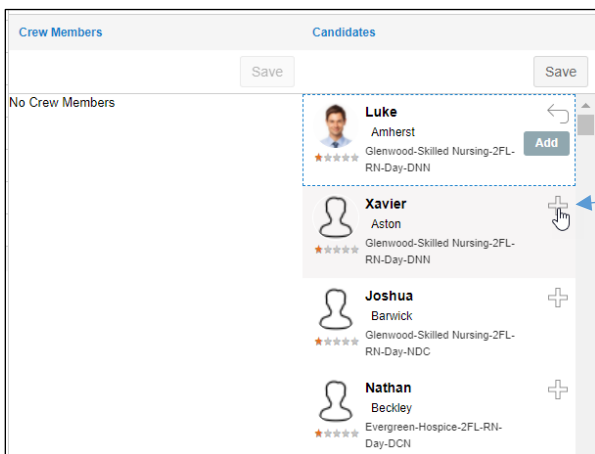 Crew Members
Candidates
Save
Save
No Crew Members
Luke
Amherst
Glenwood-Skilled Nursing-2FL-
RN-Day-DNN
Add
Xavier
Aston
Glenwood-Skilled Nursing-2FL-
RN-Day-DNN
Joshua
Barwick
Glenwood-Skilled Nursing-2FL-
RN-Day-NDC
Nathan
Beckley
Evergreen-Hospice-2FL-RN-
Day-DCN